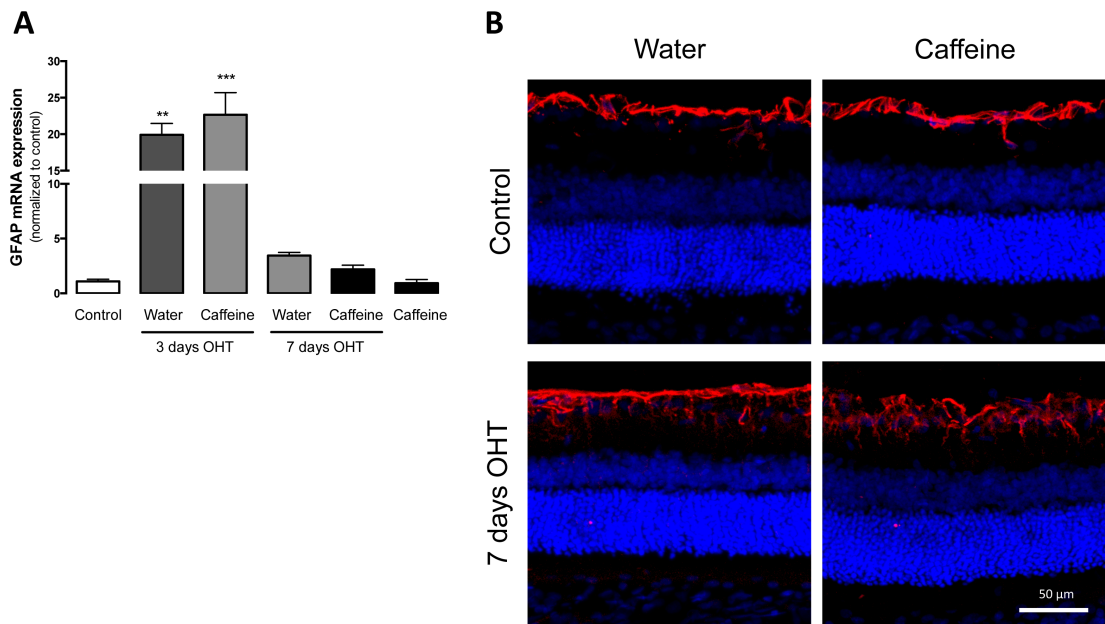 A
GFAP mRNA expression
(normalized to control)
30
25
20
15
10
5
0
**
***
Control
Water
Caffeine
Water
Caffeine
Caffeine
3 days OHT
7 days OHT
B
Water
Caffeine
Control
7 days OHT
50 µm